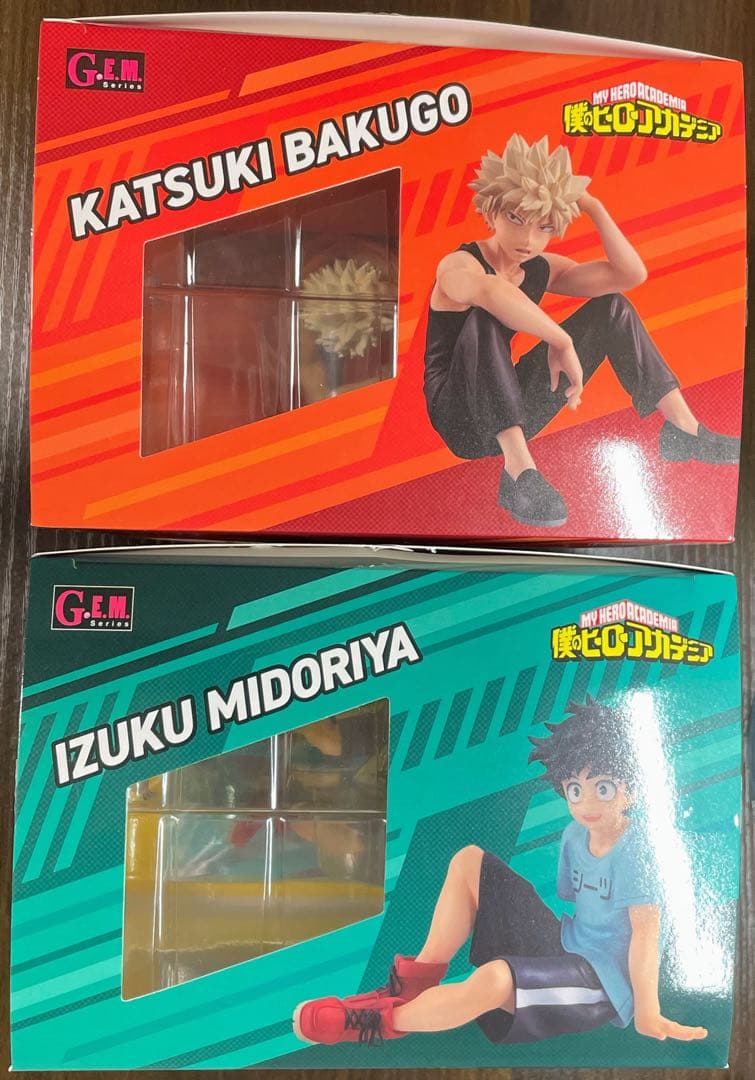 G.E.M.
Series
KATSUKI BAKUGO
MY HERO ACADEMIA
僕のヒーローアカデミア
G.E.M.
Series
IZUKU MIDORIYA
MY HERO ACADEMIA
僕のヒーローアカデミア
シーツ